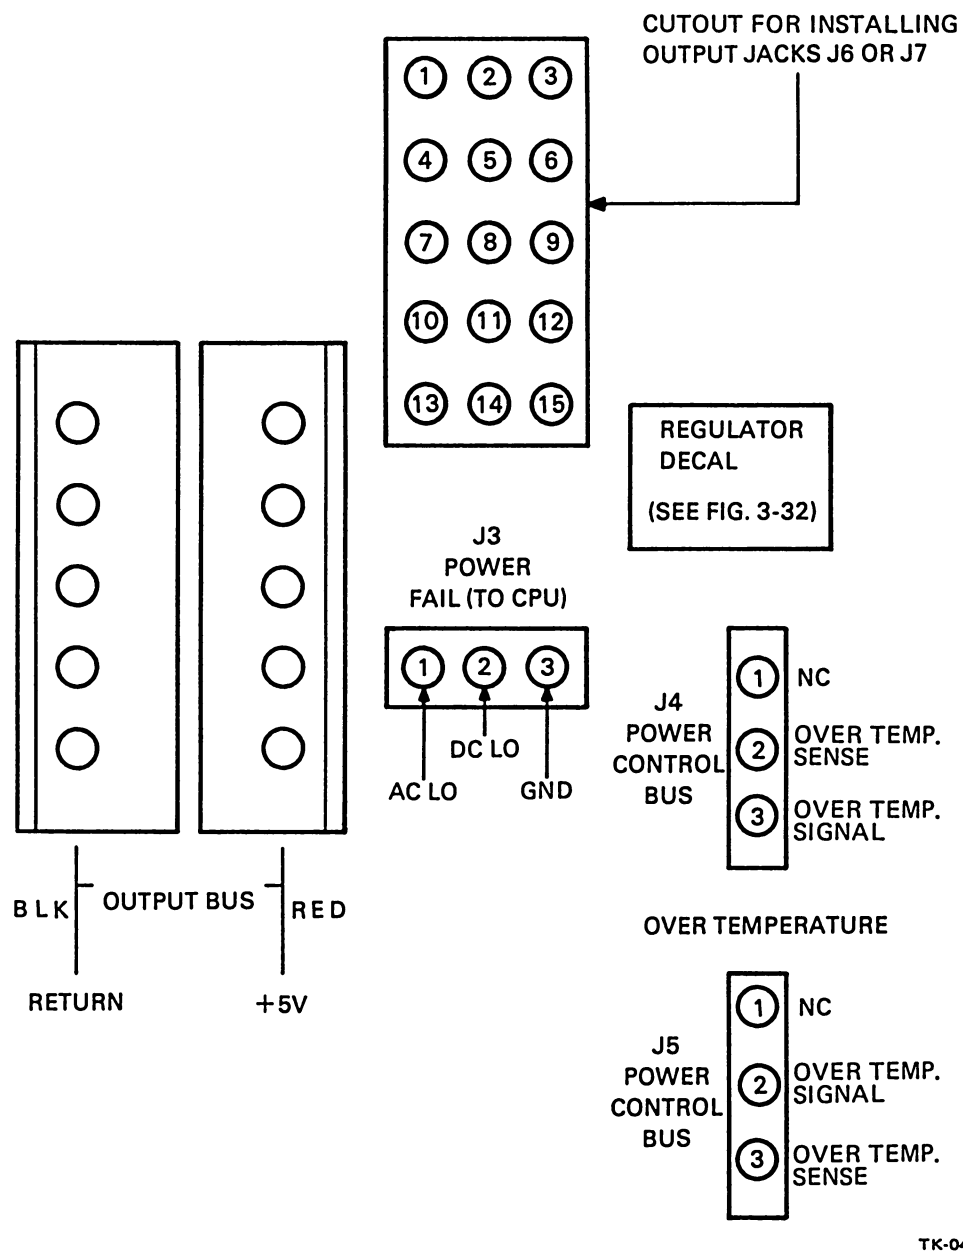 CUTOUT FOR INSTALLING
OUTPUT JACKS J6 OR J7
1 2 3
4 5 6
7 8 9
10 11 12
13 14 15
REGULATOR
DECAL
(SEE FIG. 3-32)
J3
POWER
FAIL (TO CPU)
1 2 3
AC LO
DC LO
GND
J4
POWER
CONTROL
BUS
1 NC
2 OVER TEMP.
SENSE
3 OVER TEMP.
SIGNAL
BLK
OUTPUT BUS
RED
RETURN
+5V
OVER TEMPERATURE
J5
POWER
CONTROL
BUS
1 NC
2 OVER TEMP.
SIGNAL
3 OVER TEMP.
SENSE